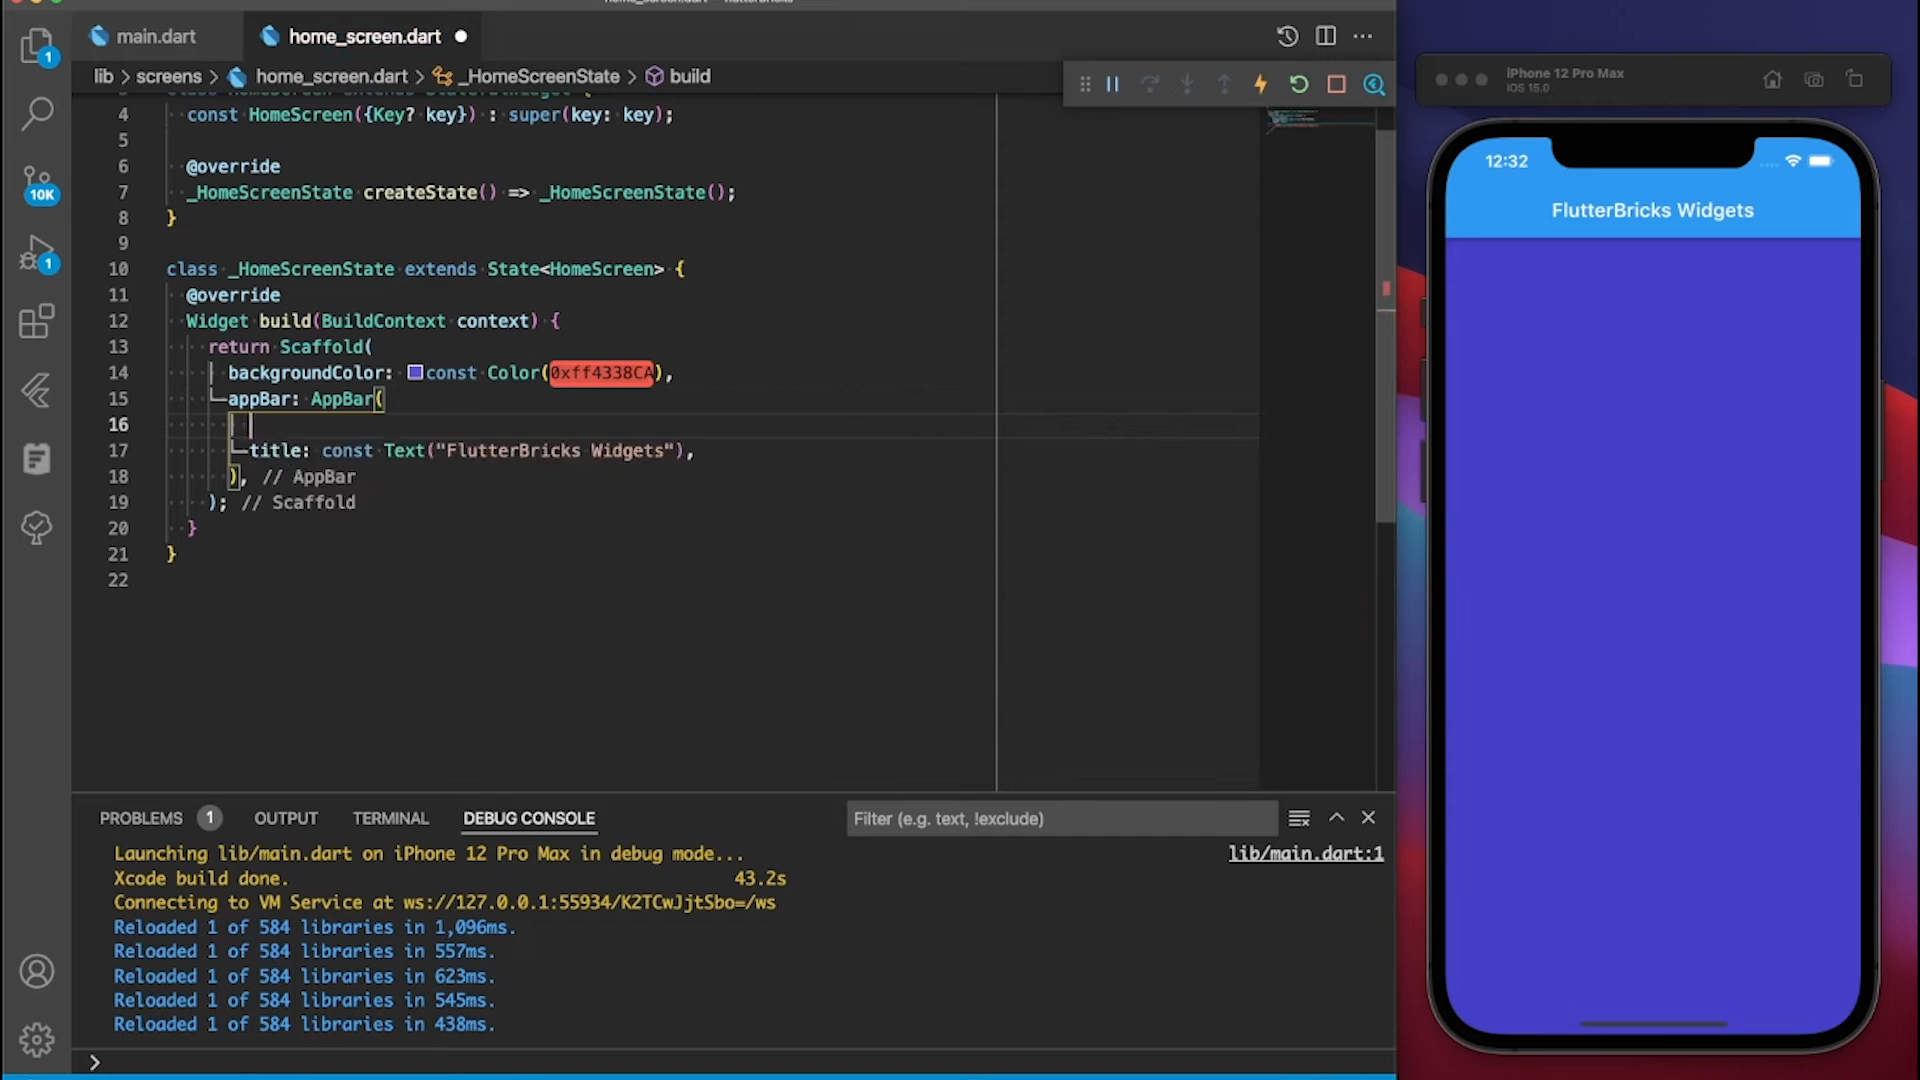 main.dart
home_screen.dart
lib > screens > home_screen.dart > _HomeScreenState > build
1
10K
1
4 const HomeScreen({Key? key}) : super(key: key);
5
6 @override
7 _HomeScreenState createState() => _HomeScreenState();
8 }
9
10 class _HomeScreenState extends State<HomeScreen> {
11 @override
12 Widget build(BuildContext context) {
13 return Scaffold(
14 backgroundColor: const Color(0xff4338CA),
15 appBar: AppBar(
16
17 title: const Text("FlutterBricks Widgets"),
18 ), // AppBar
19 ); // Scaffold
20 }
21 }
22
PROBLEMS 1 OUTPUT TERMINAL DEBUG CONSOLE
Filter (e.g. text, !exclude)
Launching lib/main.dart on iPhone 12 Pro Max in debug mode...
lib/main.dart:1
Xcode build done. 43.2s
Connecting to VM Service at ws://127.0.0.1:55934/K2TCwJjtSbo=/ws
Reloaded 1 of 584 libraries in 1,096ms.
Reloaded 1 of 584 libraries in 557ms.
Reloaded 1 of 584 libraries in 623ms.
Reloaded 1 of 584 libraries in 545ms.
Reloaded 1 of 584 libraries in 438ms.
iPhone 12 Pro Max
iOS 15.0
12:32
FlutterBricks Widgets